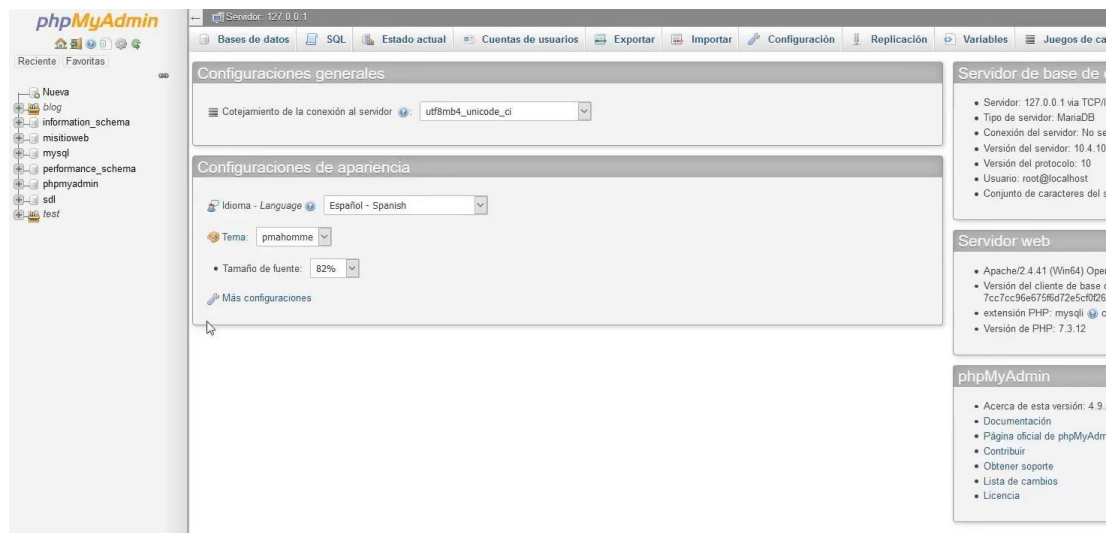 phpMyAdmin
Reciente Favoritas
Nueva
blog
information_schema
misitioweb
mysql
performance_schema
phpmyadmin
sdl
test
Servidor: 127.0.0.1
Bases de datos SQL Estado actual Cuentas de usuarios Exportar Importar Configuración Replicación Variables Juegos de ca
Configuraciones generales
Cotejamiento de la conexión al servidor : utf8mb4_unicode_ci
Configuraciones de apariencia
Idioma - Language Español - Spanish
Tema: pmahomme
• Tamaño de fuente: 82%
Más configuraciones
Servidor de base de
• Servidor: 127.0.0.1 via TCP/I
• Tipo de servidor: MariaDB
• Conexión del servidor: No se
• Versión del servidor: 10.4.10
• Versión del protocolo: 10
• Usuario: root@localhost
• Conjunto de caracteres del s
Servidor web
• Apache/2.4.41 (Win64) Ope
• Versión del cliente de base
7cc7cc96e675f6d72e5cf0f26
• extensión PHP: mysqli
• Versión de PHP: 7.3.12
phpMyAdmin
• Acerca de esta versión: 4.9.
• Documentación
• Página oficial de phpMyAdm
• Contribuir
• Obtener soporte
• Lista de cambios
• Licencia